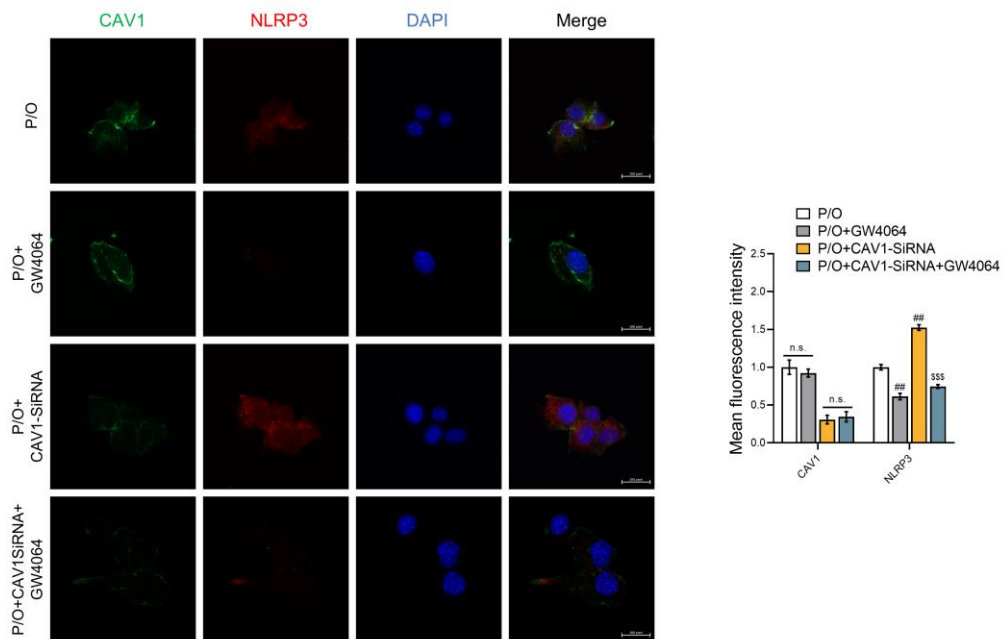 CAV1 NLRP3 DAPI Merge
P/O
P/O+
GW4064
P/O+
CAV1-SiRNA
P/O+CAV1SiRNA+
GW4064
P/O
P/O+GW4064
P/O+CAV1-SiRNA
P/O+CAV1-SiRNA+GW4064
Mean fluorescence intensity
2.5
2.0
1.5
1.0
0.5
0.0
n.s.
n.s.
##
##
$$$
CAV1
NLRP3